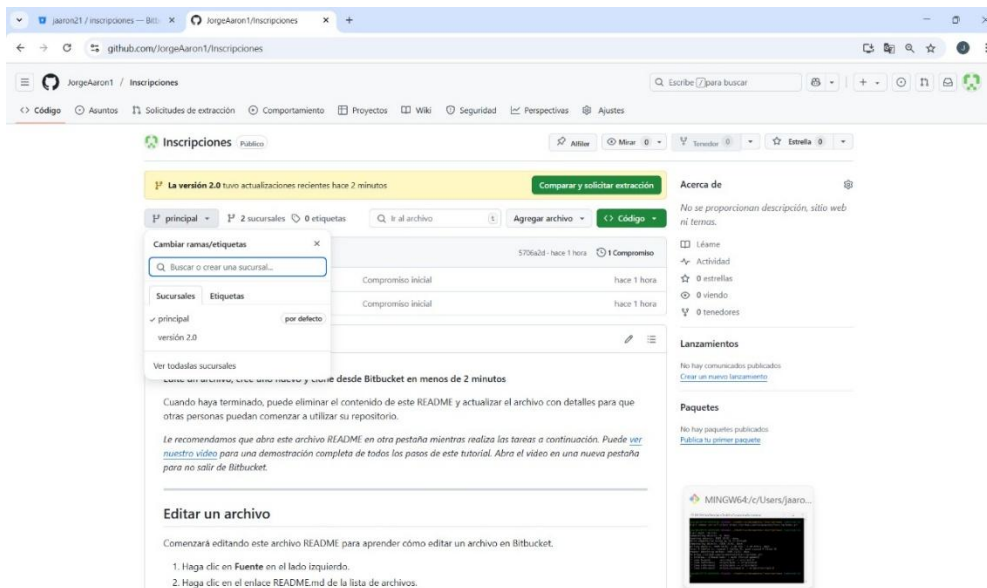 jaaron21 / inscripciones — Bitb
JorgeAaron1/Inscripciones
github.com/JorgeAaron1/Inscripciones
J
JorgeAaron1 / Inscripciones
Escribe / para buscar
Código Asuntos Solicitudes de extracción Comportamiento Proyectos Wiki Seguridad Perspectivas Ajustes
Inscripciones Público
Alfiler Mirar 0 Tenedor 0 Estrella 0
La versión 2.0 tuvo actualizaciones recientes hace 2 minutos Comparar y solicitar extracción
principal 2 sucursales 0 etiquetas Ir al archivo t Agregar archivo Código
Cambiar ramas/etiquetas
Buscar o crear una sucursal...
Sucursales Etiquetas
principal por defecto
versión 2.0
Ver todaslas sucursales
5706a2d - hace 1 hora 1 Compromiso
Compromiso inicial hace 1 hora
Compromiso inicial hace 1 hora
Edite un archivo, cree uno nuevo y clone desde Bitbucket en menos de 2 minutos
Cuando haya terminado, puede eliminar el contenido de este README y actualizar el archivo con detalles para que
otras personas puedan comenzar a utilizar su repositorio.
Le recomendamos que abra este archivo README en otra pestaña mientras realiza las tareas a continuación. Puede ver
nuestro video para una demostración completa de todos los pasos de este tutorial. Abra el video en una nueva pestaña
para no salir de Bitbucket.
Editar un archivo
Comenzará editando este archivo README para aprender cómo editar un archivo en Bitbucket.
1. Haga clic en Fuente en el lado izquierdo.
2. Haga clic en el enlace README.md de la lista de archivos.
Acerca de
No se proporcionan descripción, sitio web
ni temas.
Léame
Actividad
0 estrellas
0 viendo
0 tenedores
Lanzamientos
No hay comunicados publicados
Crear un nuevo lanzamiento
Paquetes
No hay paquetes publicados
Publica tu primer paquete
MINGW64:/c/Users/jaaro...